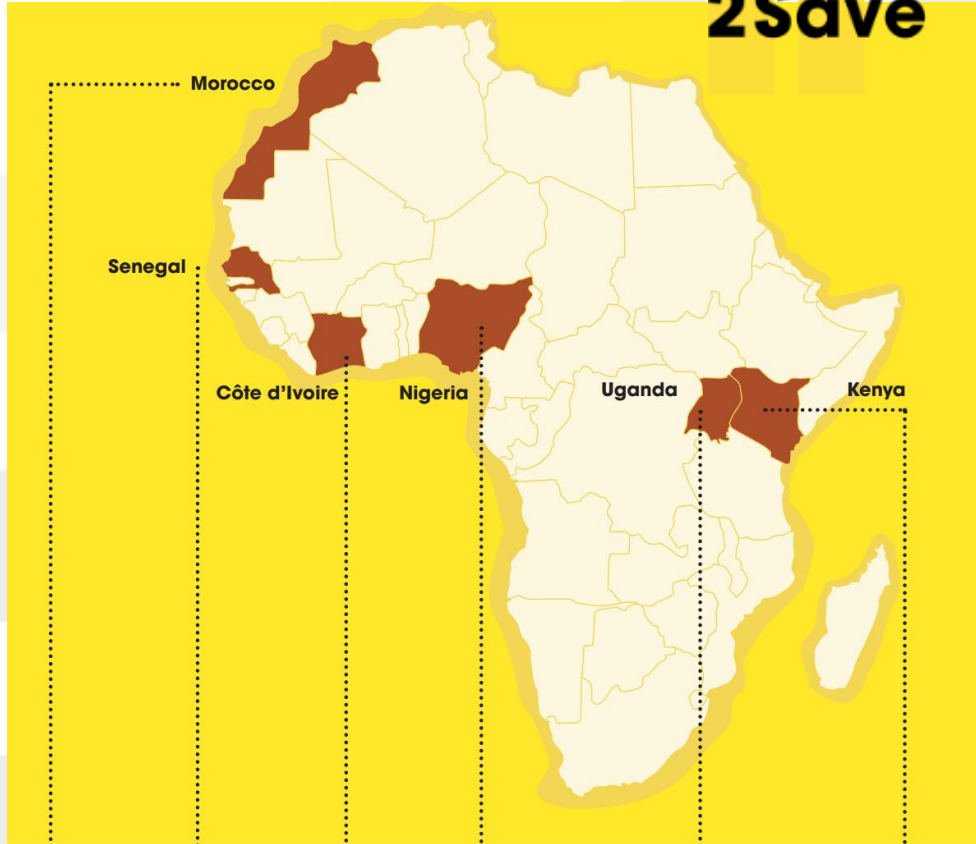 2Save
Morocco
Senegal
Côte d’Ivoire
Nigeria
Uganda
Kenya